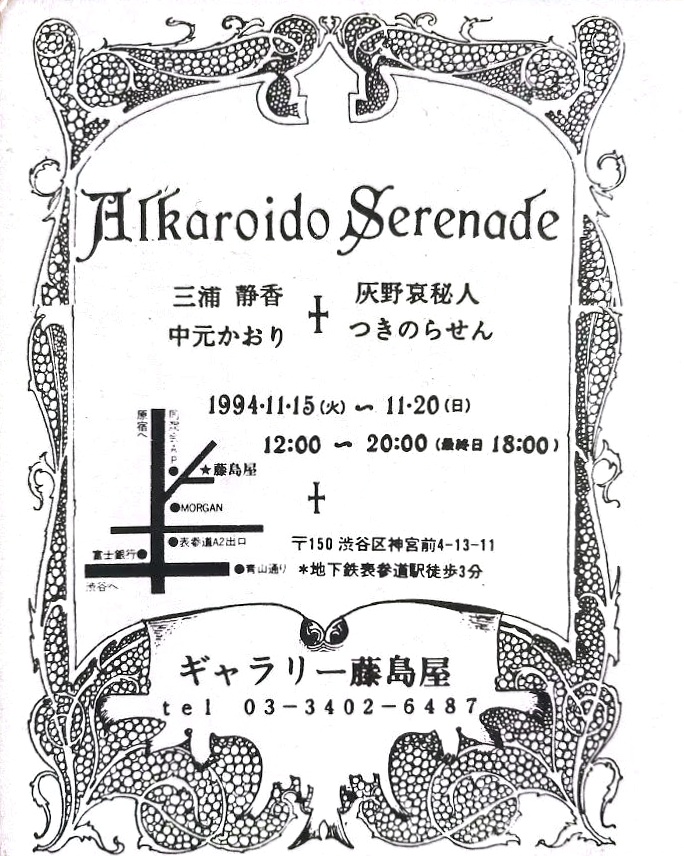 Alkaroido Serenade
三浦 静香
中元かおり
灰野哀秘人
つきのらせん
1994・11・15(火) 〜 11・20(日)
12:00 〜 20:00(最終日 18:00)
原宿へ
★藤島屋
●MORGAN
●表参道A2出口
富士銀行●
●青山通り
渋谷へ
〒150 渋谷区神宮前4-13-11
*地下鉄表参道駅徒歩3分
ギャラリー藤島屋
tel 03-3402-6487